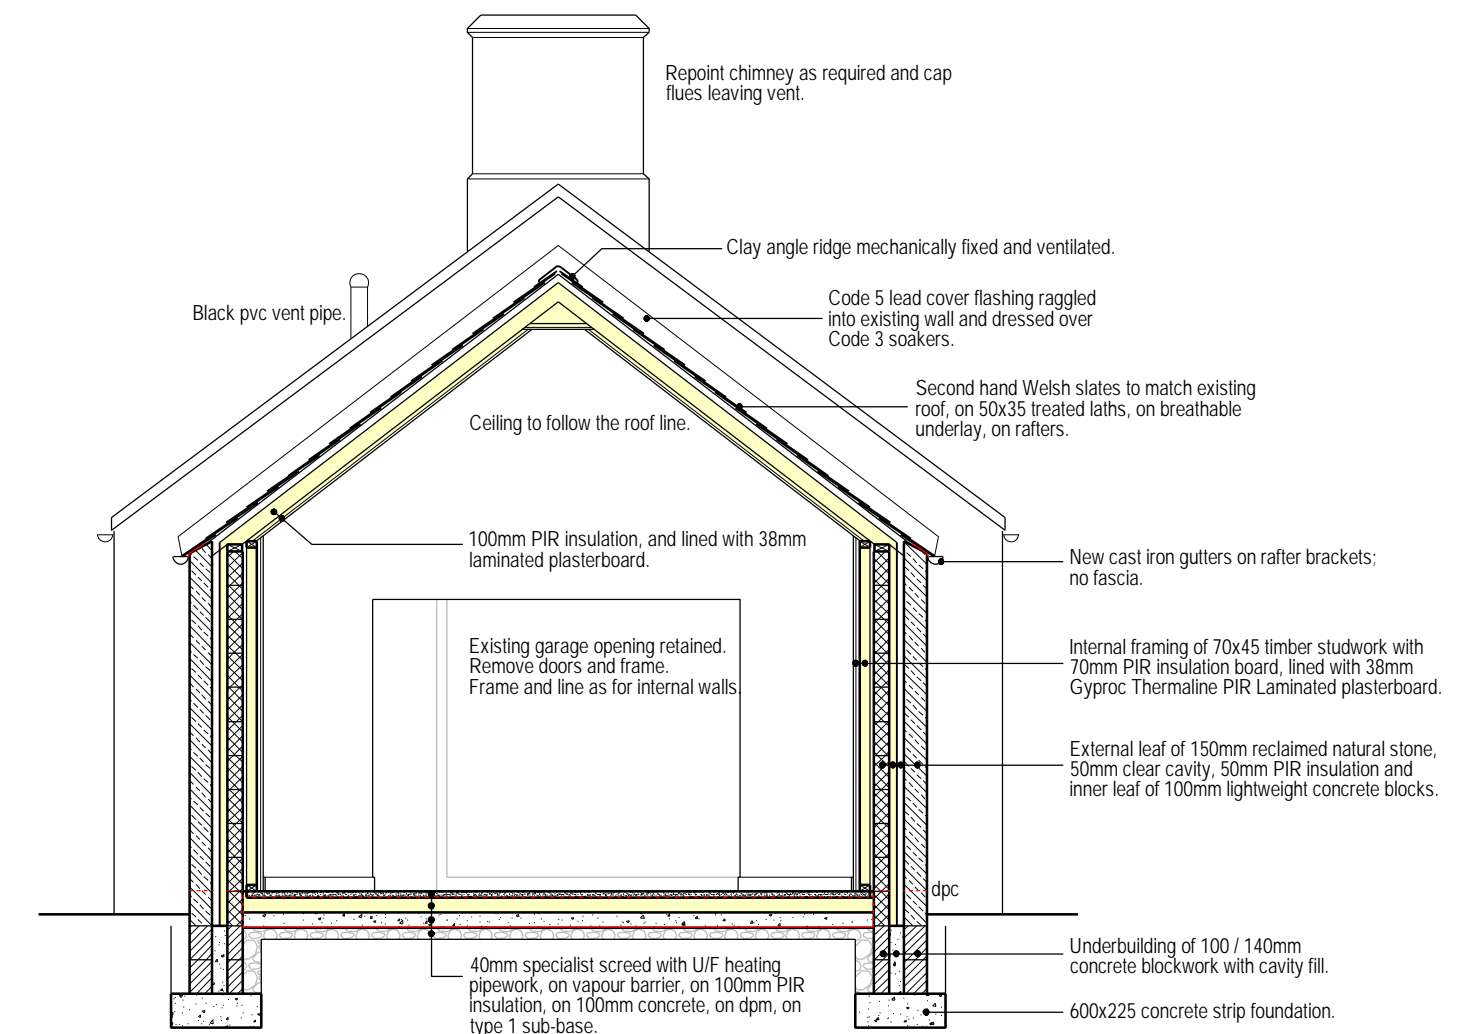 Repoint chimney as required and cap
flues leaving vent.
Clay angle ridge mechanically fixed and ventilated.
Black pvc vent pipe.
Code 5 lead cover flashing raggled
into existing wall and dressed over
Code 3 soakers.
Second hand Welsh slates to match existing
roof, on 50x35 treated laths, on breathable
underlay, on rafters.
Ceiling to follow the roof line.
100mm PIR insulation, and lined with 38mm
laminated plasterboard.
New cast iron gutters on rafter brackets;
no fascia.
Existing garage opening retained.
Remove doors and frame.
Frame and line as for internal walls.
Internal framing of 70x45 timber studwork with
70mm PIR insulation board, lined with 38mm
Gyproc Thermaline PIR Laminated plasterboard.
External leaf of 150mm reclaimed natural stone,
50mm clear cavity, 50mm PIR insulation and
inner leaf of 100mm lightweight concrete blocks.
dpc
Underbuilding of 100 / 140mm
concrete blockwork with cavity fill.
40mm specialist screed with U/F heating
pipework, on vapour barrier, on 100mm PIR
insulation, on 100mm concrete, on dpm, on
type 1 sub-base.
600x225 concrete strip foundation.